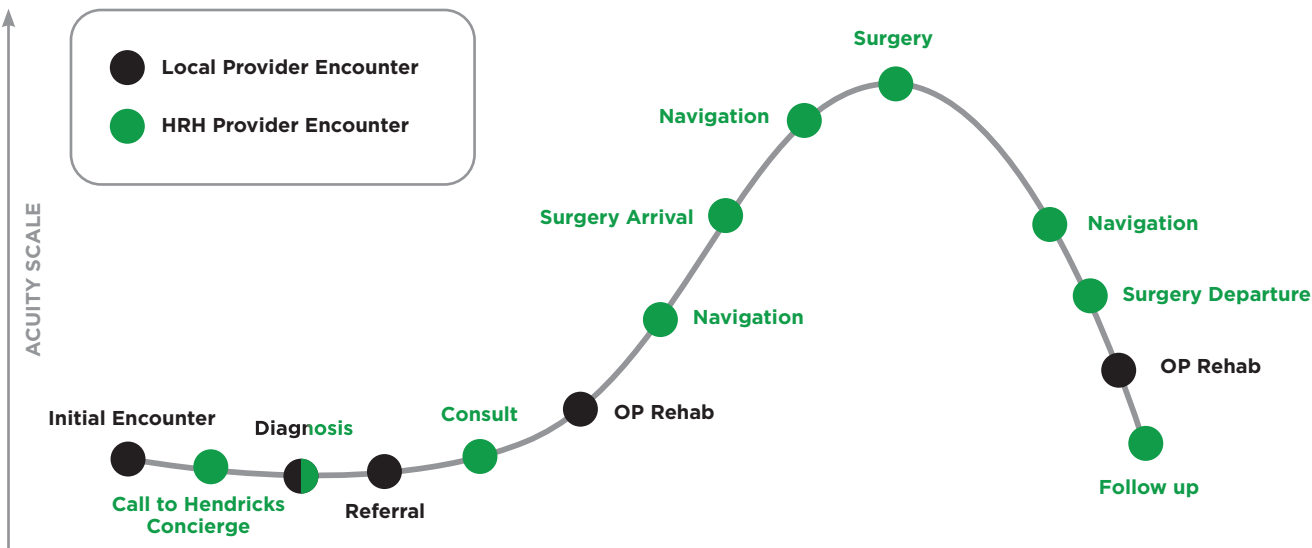 Local Provider Encounter
HRH Provider Encounter
ACUITY SCALE
Initial Encounter
Call to Hendricks
Concierge
Diagnosis
Referral
Consult
OP Rehab
Navigation
Surgery Arrival
Navigation
Surgery
Navigation
Surgery Departure
OP Rehab
Follow up